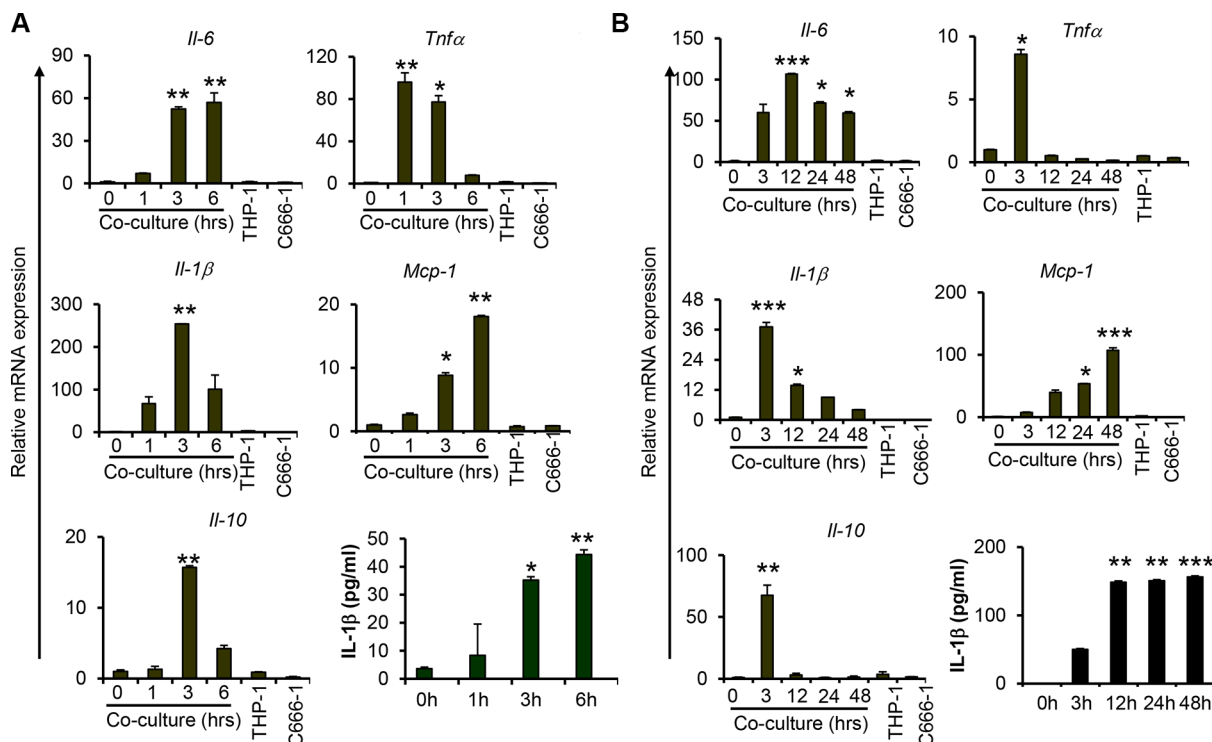 A
Relative mRNA expression
Il-6
90
60
30
0
** **
0 1 3 6
Co-culture (hrs)
THP-1
C666-1
Tnfα
120
80
40
0
** *
0 1 3 6
Co-culture (hrs)
THP-1
C666-1
Il-1β
300
200
100
0
**
0 1 3 6
Co-culture (hrs)
THP-1
C666-1
Mcp-1
20
10
0
* **
0 1 3 6
Co-culture (hrs)
THP-1
C666-1
Il-10
20
10
0
**
0 1 3 6
Co-culture (hrs)
THP-1
C666-1
IL-1β (pg/ml)
50
40
30
20
10
0
* **
0h 1h 3h 6h
B
Relative mRNA expression
Il-6
150
100
50
0
*** * *
0 3 12 24 48
Co-culture (hrs)
THP-1
C666-1
Tnfα
10
5
0
*
0 3 12 24 48
Co-culture (hrs)
THP-1
Il-1β
48
36
24
12
0
*** *
0 3 12 24 48
Co-culture (hrs)
THP-1
C666-1
Mcp-1
200
100
0
* ***
0 3 12 24 48
Co-culture (hrs)
THP-1
C666-1
Il-10
100
50
0
**
0 3 12 24 48
Co-culture (hrs)
THP-1
C666-1
IL-1β (pg/ml)
200
100
0
** ** ***
0h 3h 12h 24h 48h